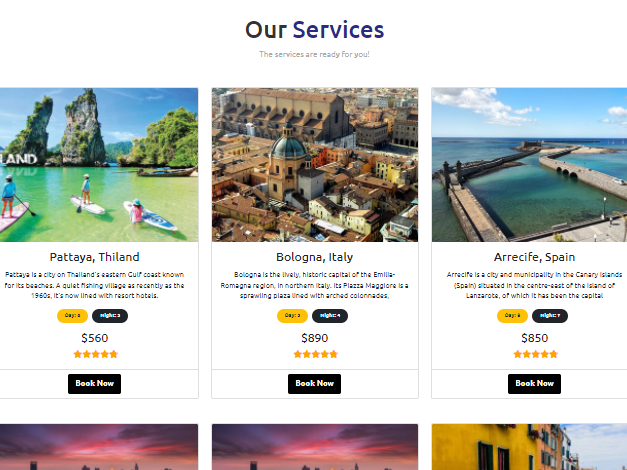 Our Services
The services are ready for you!
LAND
Pattaya, Thiland
Pattaya is a city on Thailand's eastern Gulf coast known
for its beaches. A quiet fishing village as recently as the
1960s, it's now lined with resort hotels.
Day:
Night: 3
$560
Book Now
Bologna, Italy
Bologna is the lively, historic capital of the Emilia-
Romagna region, in northern Italy. Its Piazza Maggiore is a
sprawling plaza lined with arched colonnades,
Day:
Night: 4
$890
Book Now
Arrecife, Spain
Arrecife is a city and municipality in the Canary Islands
(Spain) situated in the centre-east of the island of
Lanzarote, of which it has been the capital
Day:
Night: 7
$850
Book Now